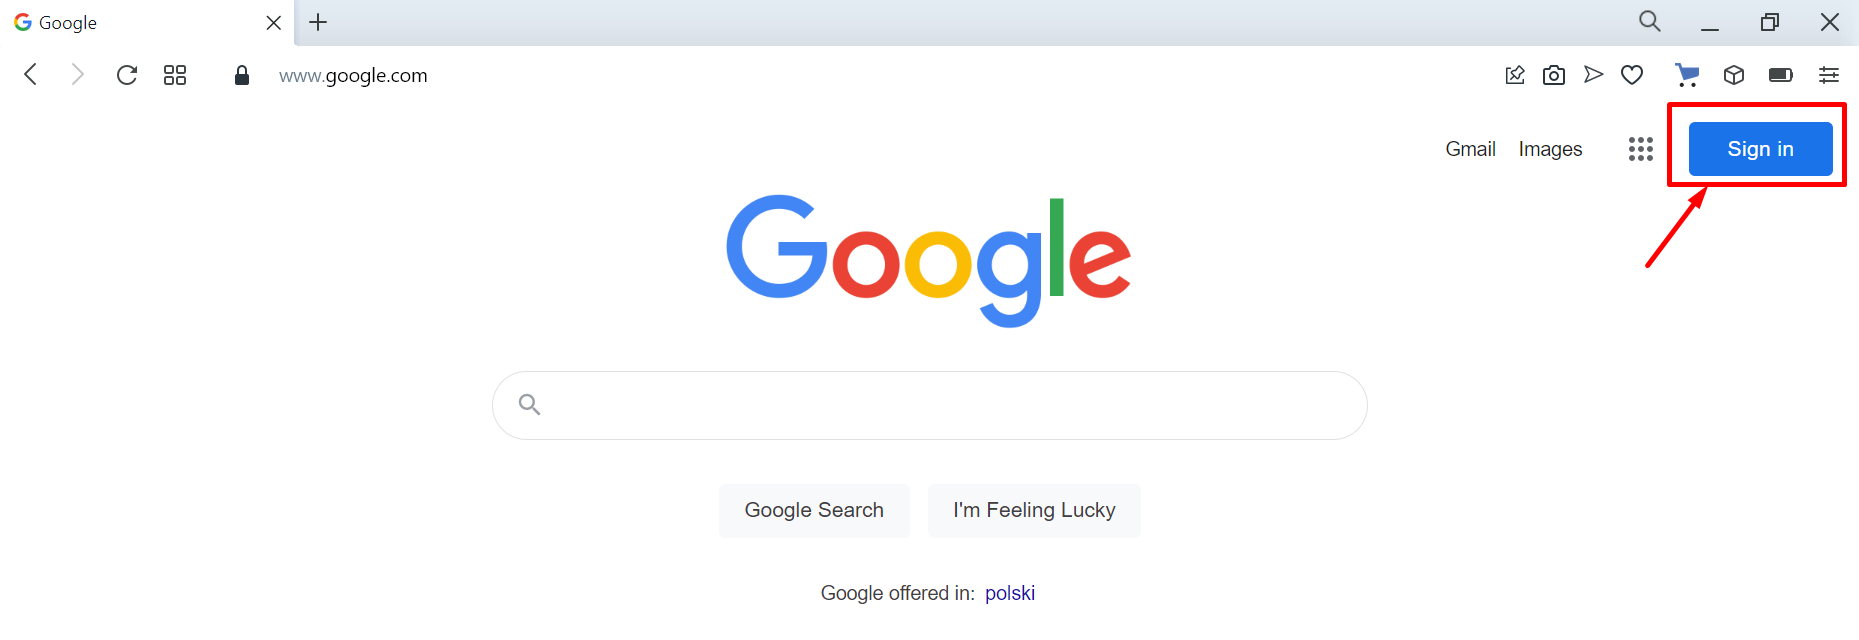 Google
www.google.com
Gmail Images Sign in
Google
Google Search I'm Feeling Lucky
Google offered in: polski